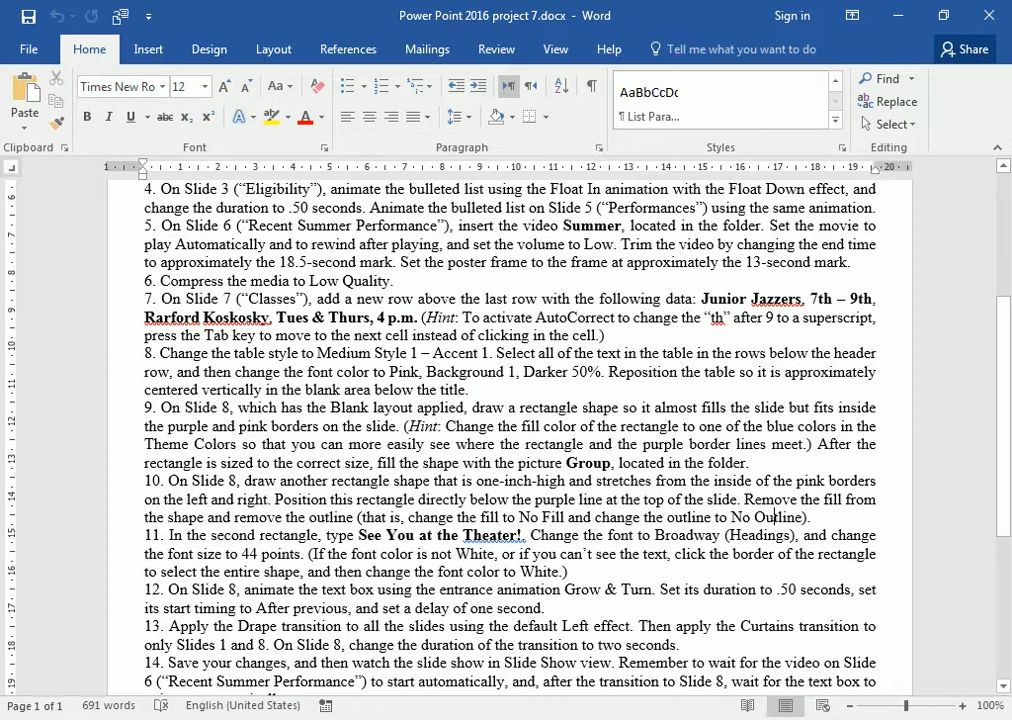 Power Point 2016 project 7.docx - Word
Sign in
File Home Insert Design Layout References Mailings Review View Help Tell me what you want to do Share
Paste
Clipboard
Times New Ro 12
Aa
B I U abc x₂ x²
A
Font
Paragraph
AaBbCcDc
¶ List Para...
Styles
Find
Replace
Select
Editing
1 1 2 3 4 5 6 7 8 9 10 11 12 13 14 15 16 17 18 19 20
4. On Slide 3 (“Eligibility”), animate the bulleted list using the Float In animation with the Float Down effect, and
change the duration to .50 seconds. Animate the bulleted list on Slide 5 (“Performances”) using the same animation.
5. On Slide 6 (“Recent Summer Performance”), insert the video Summer, located in the folder. Set the movie to
play Automatically and to rewind after playing, and set the volume to Low. Trim the video by changing the end time
to approximately the 18.5-second mark. Set the poster frame to the frame at approximately the 13-second mark.
6. Compress the media to Low Quality.
7. On Slide 7 (“Classes”), add a new row above the last row with the following data: Junior Jazzers, 7th – 9th,
Rarford Koskosky, Tues & Thurs, 4 p.m. (Hint: To activate AutoCorrect to change the “th” after 9 to a superscript,
press the Tab key to move to the next cell instead of clicking in the cell.)
8. Change the table style to Medium Style 1 – Accent 1. Select all of the text in the table in the rows below the header
row, and then change the font color to Pink, Background 1, Darker 50%. Reposition the table so it is approximately
centered vertically in the blank area below the title.
9. On Slide 8, which has the Blank layout applied, draw a rectangle shape so it almost fills the slide but fits inside
the purple and pink borders on the slide. (Hint: Change the fill color of the rectangle to one of the blue colors in the
Theme Colors so that you can more easily see where the rectangle and the purple border lines meet.) After the
rectangle is sized to the correct size, fill the shape with the picture Group, located in the folder.
10. On Slide 8, draw another rectangle shape that is one-inch-high and stretches from the inside of the pink borders
on the left and right. Position this rectangle directly below the purple line at the top of the slide. Remove the fill from
the shape and remove the outline (that is, change the fill to No Fill and change the outline to No Outline).
11. In the second rectangle, type See You at the Theater!. Change the font to Broadway (Headings), and change
the font size to 44 points. (If the font color is not White, or if you can’t see the text, click the border of the rectangle
to select the entire shape, and then change the font color to White.)
12. On Slide 8, animate the text box using the entrance animation Grow & Turn. Set its duration to .50 seconds, set
its start timing to After previous, and set a delay of one second.
13. Apply the Drape transition to all the slides using the default Left effect. Then apply the Curtains transition to
only Slides 1 and 8. On Slide 8, change the duration of the transition to two seconds.
14. Save your changes, and then watch the slide show in Slide Show view. Remember to wait for the video on Slide
6 (“Recent Summer Performance”) to start automatically, and, after the transition to Slide 8, wait for the text box to
Page 1 of 1 691 words English (United States) 100%